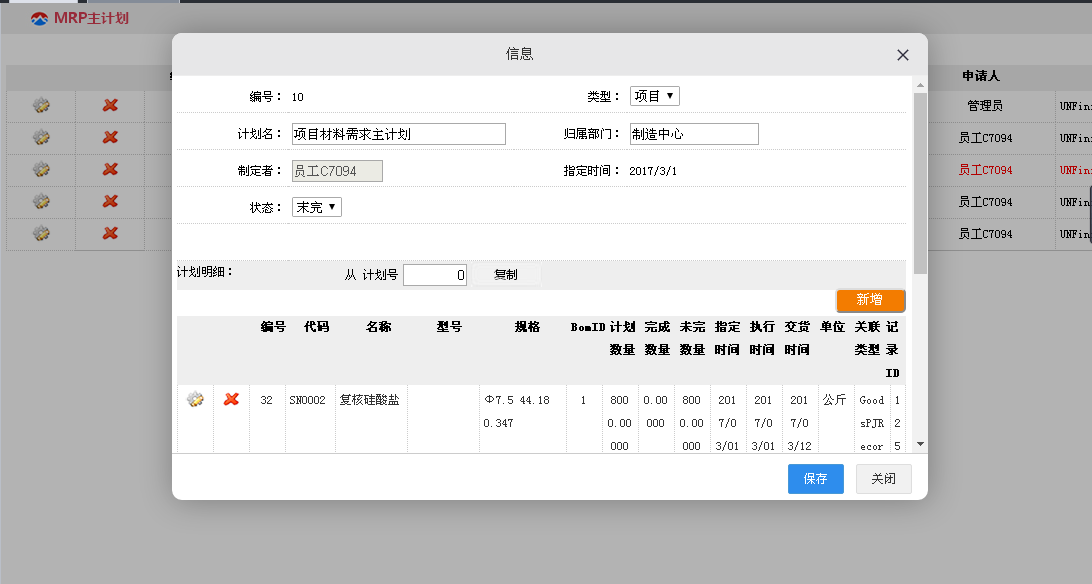 MRP主计划
信息
申请人
编号： 10 类型： 项目
管理员 UNFin
计划名： 项目材料需求主计划 归属部门： 制造中心
员工C7094 UNFin
制定者： 员工C7094 指定时间： 2017/3/1
员工C7094 UNFin
状态： 未完
员工C7094 UNFin
员工C7094 UNFin
计划明细： 从 计划号 0 复制
新增
编号 代码 名称 型号 规格 BomID 计划 完成 未完 指定 执行 交货 单位 关联 记
数量 数量 数量 时间 时间 时间 类型 录
ID
32 SN0002 复核硅酸盐 Φ7.5 44.18 1 800 0.00 800 201 201 201 公斤 Good 1
0.347 0.00 000 0.00 7/0 7/0 7/0 sPJR 2
000 000 3/01 3/01 3/12 ecor 5
保存 关闭